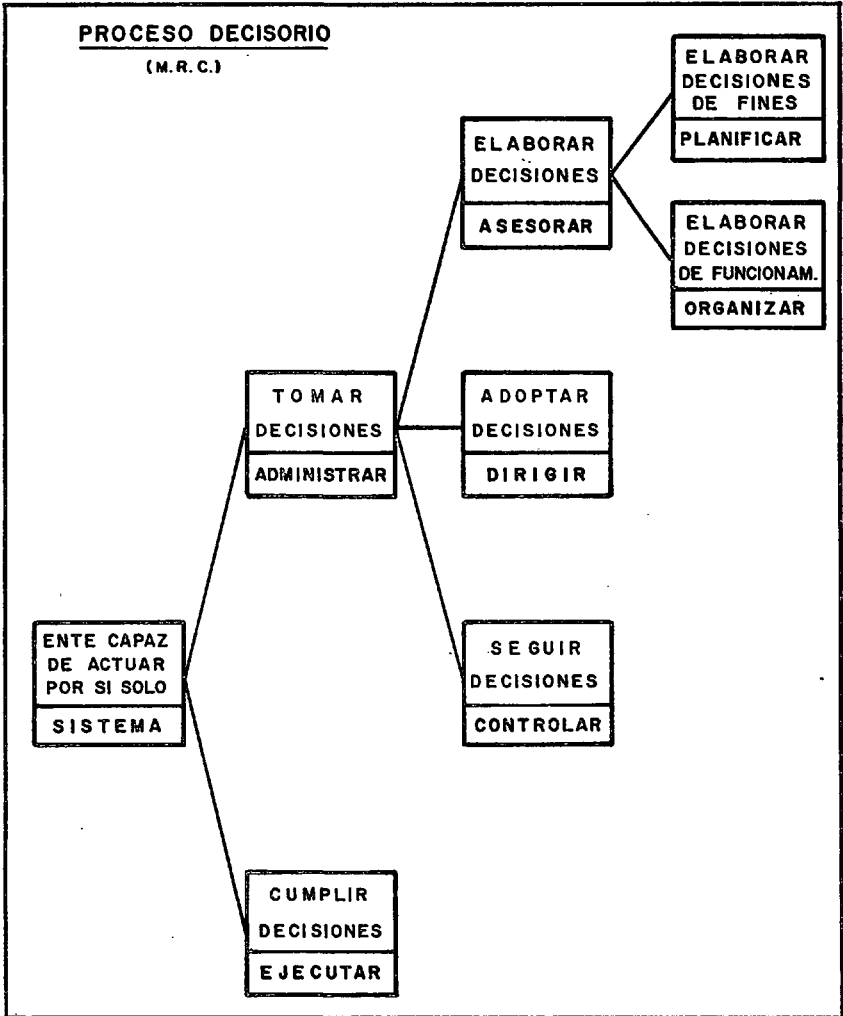 PROCESO DECISORIO
(M.R.C.)
ELABORAR
DECISIONES
DE FINES
PLANIFICAR
ELABORAR
DECISIONES
ASESORAR
ELABORAR
DECISIONES
DE FUNCIONAM.
ORGANIZAR
TOMAR
DECISIONES
ADMINISTRAR
ADOPTAR
DECISIONES
DIRIGIR
ENTE CAPAZ
DE ACTUAR
POR SI SOLO
SISTEMA
SEGUIR
DECISIONES
CONTROLAR
CUMPLIR
DECISIONES
EJECUTAR